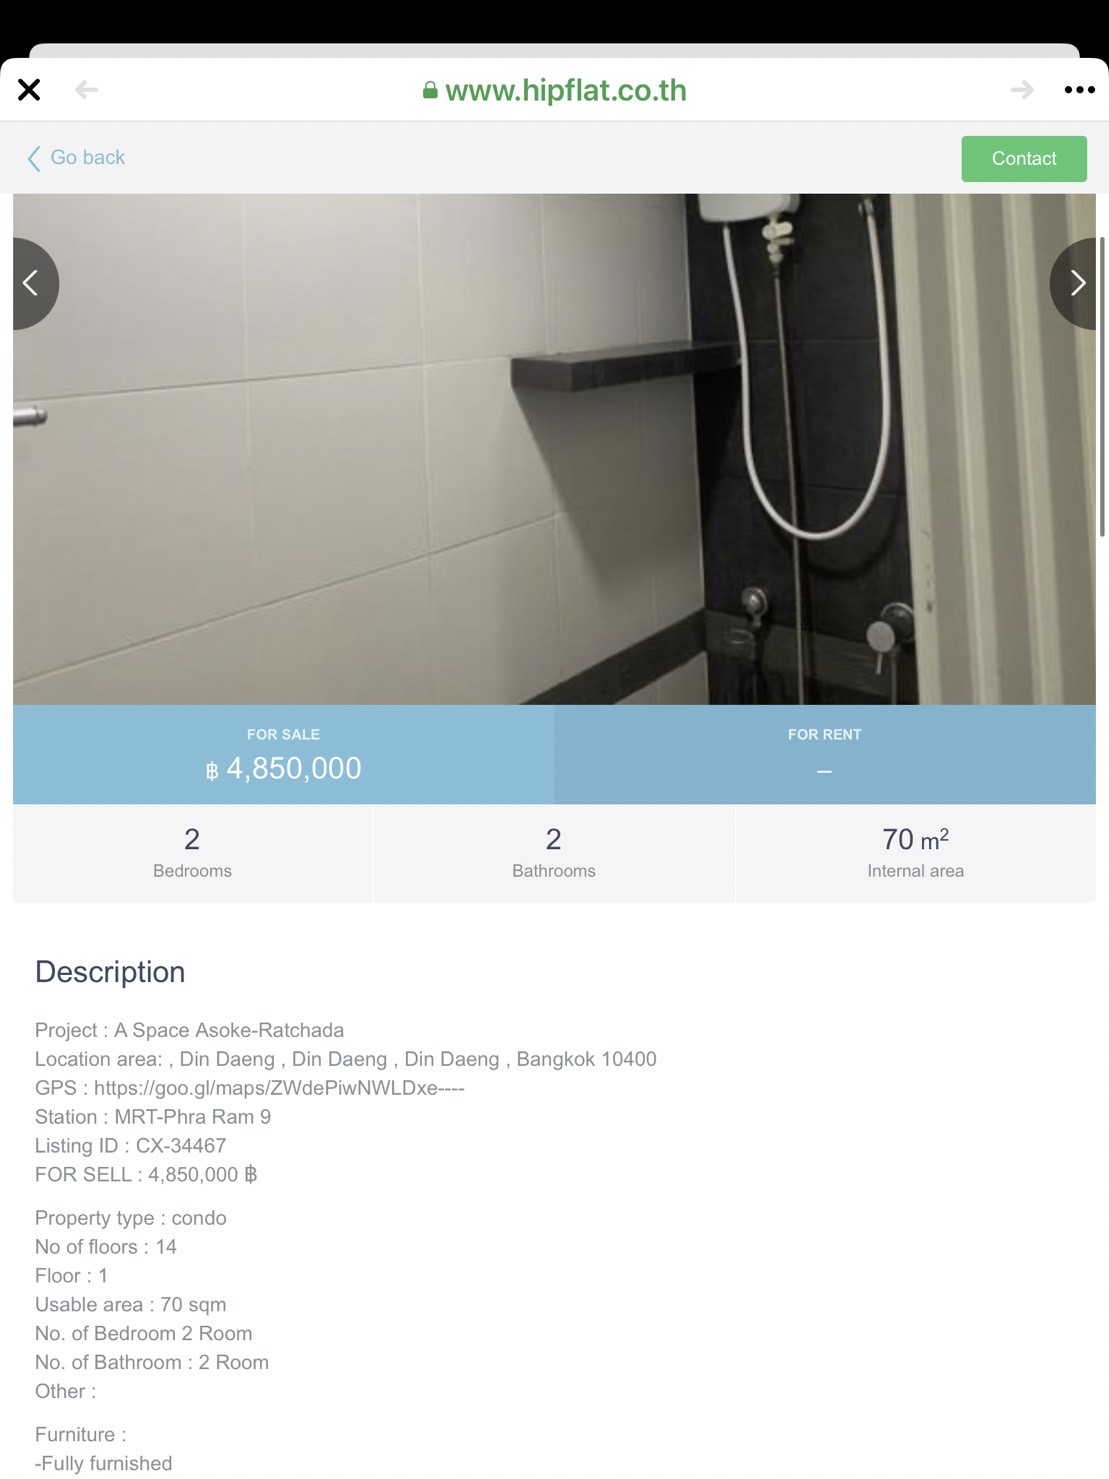 www.hipflat.co.th
Go back
Contact
FOR SALE
฿ 4,850,000
FOR RENT
–
2
Bedrooms
2
Bathrooms
70 m²
Internal area
Description
Project : A Space Asoke-Ratchada
Location area: , Din Daeng , Din Daeng , Din Daeng , Bangkok 10400
GPS : https://goo.gl/maps/ZWdePiwNWLDxe----
Station : MRT-Phra Ram 9
Listing ID : CX-34467
FOR SELL : 4,850,000 ฿
Property type : condo
No of floors : 14
Floor : 1
Usable area : 70 sqm
No. of Bedroom 2 Room
No. of Bathroom : 2 Room
Other :
Furniture :
-Fully furnished